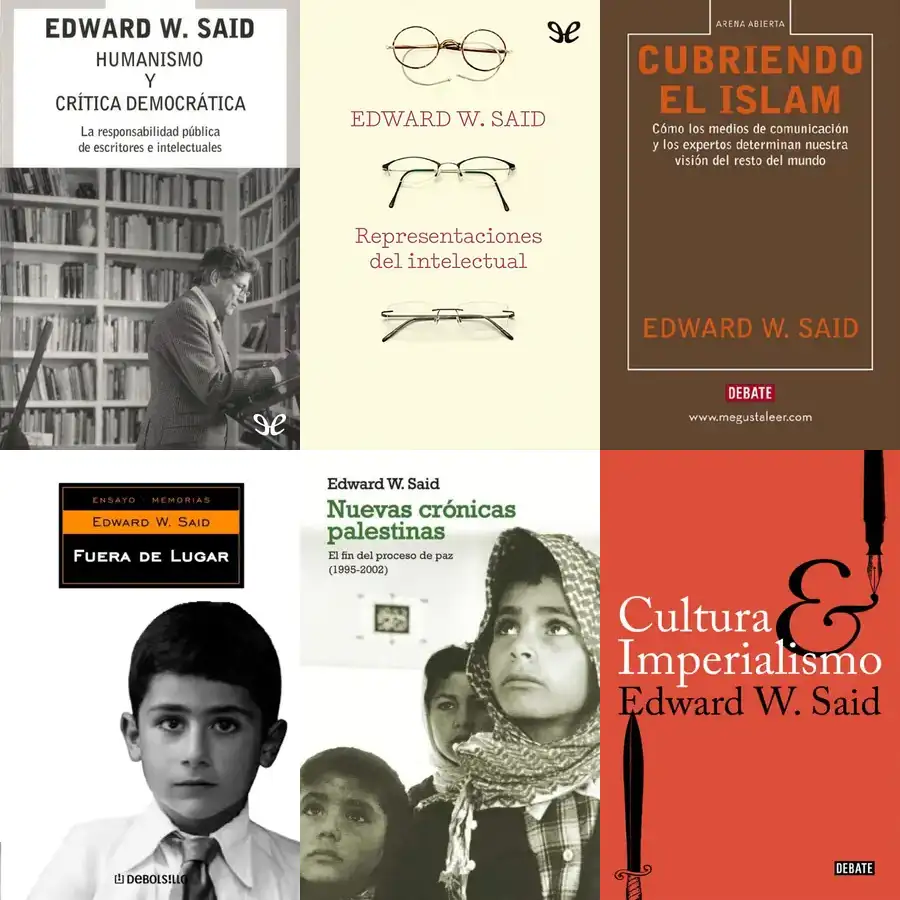 EDWARD W. SAID
HUMANISMO
Y
CRÍTICA DEMOCRÁTICA
La responsabilidad pública
de escritores e intelectuales
EDWARD W. SAID
Representaciones
del intelectual
ARENA ABIERTA
CUBRIENDO
EL ISLAM
Cómo los medios de comunicación
y los expertos determinan nuestra
visión del resto del mundo
EDWARD W. SAID
DEBATE
www.megustaleer.com
ENSAYO · MEMORIAS
EDWARD W. SAID
FUERA DE LUGAR
DEBOLS!LLO
Edward W. Said
Nuevas crónicas
palestinas
El fin del proceso de paz
(1995-2002)
Cultura &
Imperialismo
Edward W. Said
DEBATE